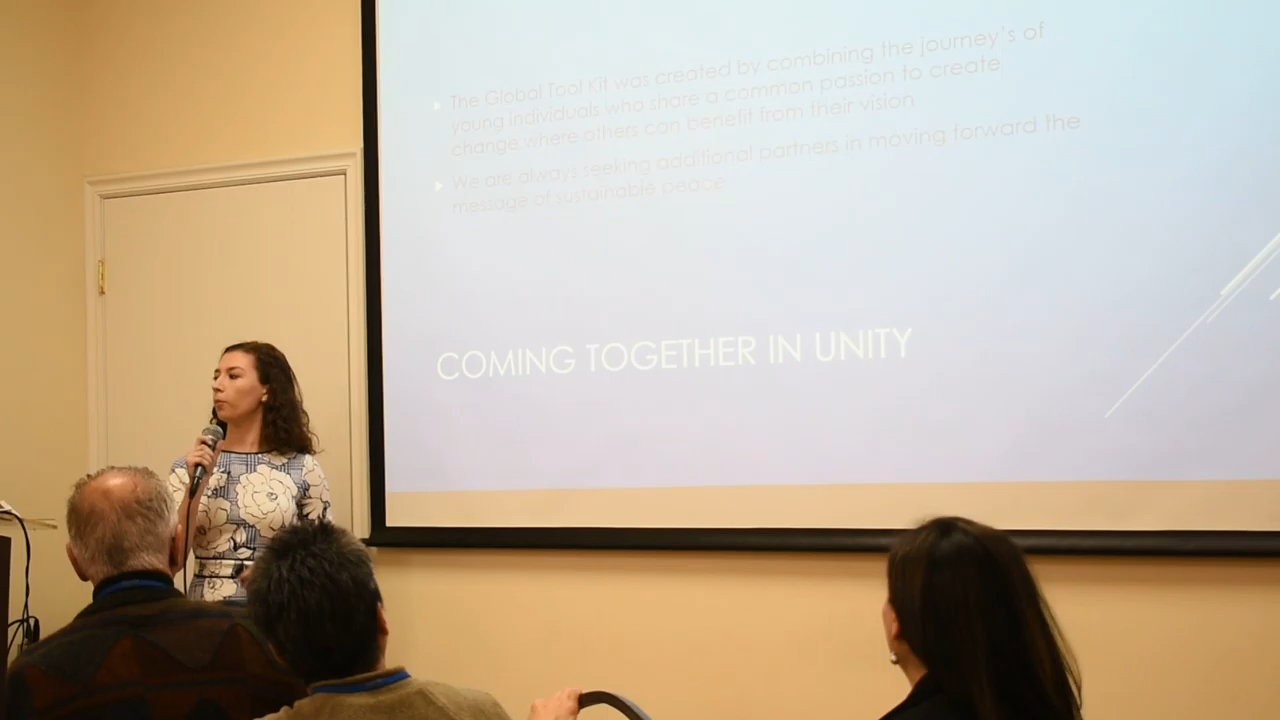 The Global Tool Kit was created by combining the journey's of
young individuals who share a common passion to create
change where others can benefit from their vision
We are always seeking additional partners in moving forward the
message of sustainable peace
COMING TOGETHER IN UNITY